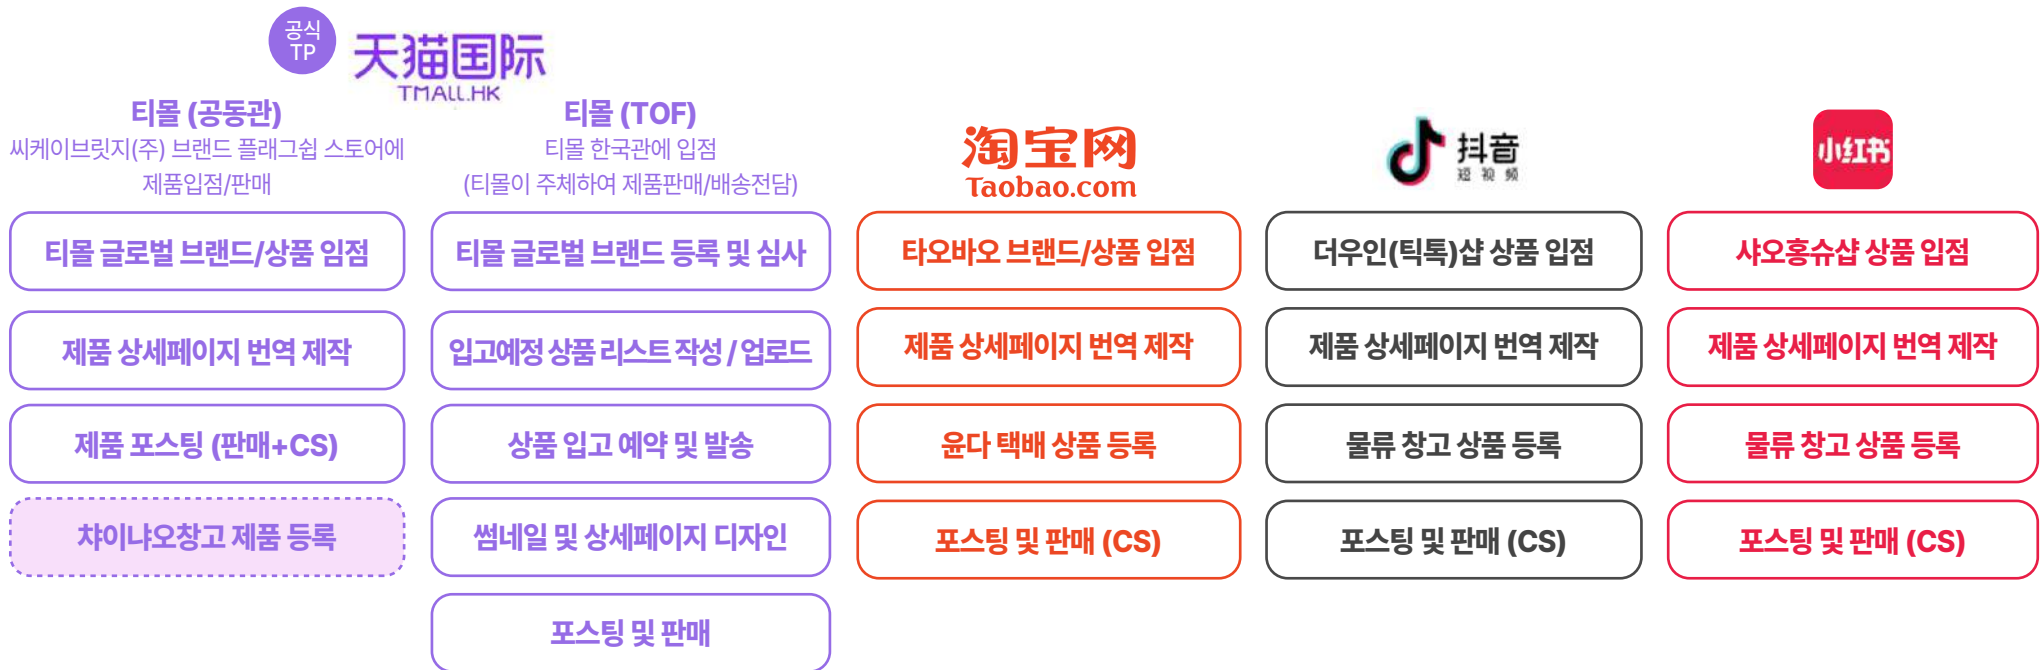 공식
TP
天猫国际
TMALL.HK
티몰 (공동관)
씨케이브릿지(주) 브랜드 플래그쉽 스토어에
제품입점/판매
티몰 글로벌 브랜드/상품 임점
제품 상세페이지 번역 제작
제품 포스팅 (판매+CS)
챠이냐오창고 제품 등록
티몰 (TOF)
티몰 한국관에 입점
(티몰이 주체하여 제품판매/배송전담)
티몰 글로벌 브랜드 등록 및 심사
입고예정 상품 리스트 작성 / 업로드
상품 입고 예약 및 발송
썸네일 및 상세페이지 디자인
포스팅 및 판매
淘宝网
Taobao.com
타오바오 브랜드/상품 입점
제품 상세페이지 번역 제작
윤다 택배 상품 등록
포스팅 및 판매 (CS)
抖音
短视频
더우인(틱톡)샵 상품 입점
제품 상세페이지 번역 제작
물류 창고 상품 등록
포스팅 및 판매 (CS)
小红书
샤오홍슈샵 상품 입점
제품 상세페이지 번역 제작
물류 창고 상품 등록
포스팅 및 판매 (CS)